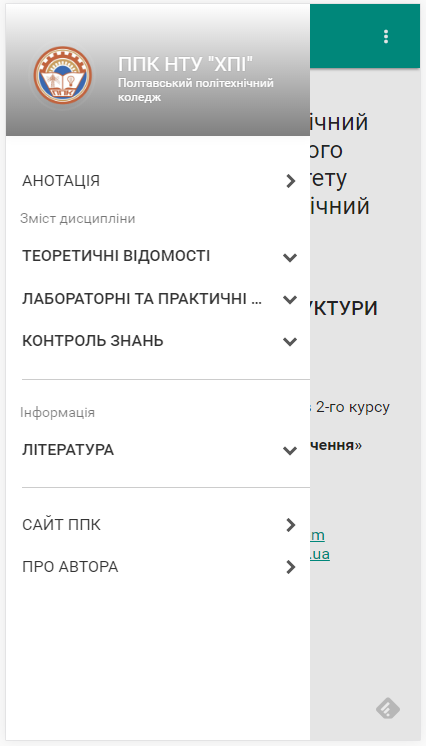 ППК НТУ "ХПІ"
Полтавський політехнічний
коледж
АНОТАЦІЯ
Зміст дисципліни
ТЕОРЕТИЧНІ ВІДОМОСТІ
ЛАБОРАТОРНІ ТА ПРАКТИЧНІ ...
КОНТРОЛЬ ЗНАНЬ
Інформація
ЛІТЕРАТУРА
САЙТ ППК
ПРО АВТОРА
ічний
ого
тету
ічний
УКТУРИ
в 2-го курсу
чення»
m
.ua